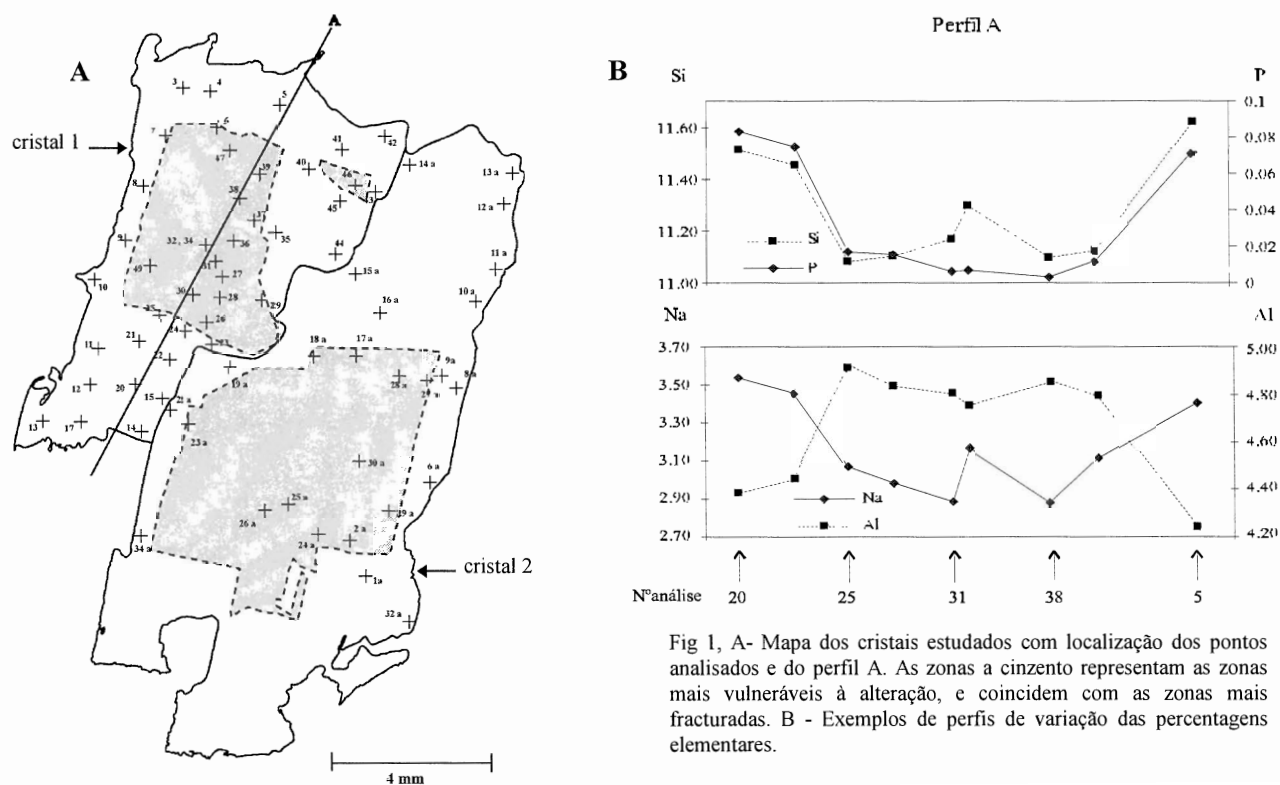 A
A
3
4
5
6
7
cristal 1
47
41
42
14 a
40
39
46
13 a
8
38
43
12 a
45
37
9
32, 34
36
35
44
49
31
11 a
27
15 a
10
30
28
29
10 a
16 a
25
26
24
23
11
21
22
18 a
17 a
9 a
28 a
8 a
27 a
12
20
19 a
15
21 a
13
17
14
23 a
30 a
6 a
25 a
26 a
29 a
34 a
24 a
2 a
1a
cristal 2
32 a
4 mm
B
Perfil A
Si
P
11.60
11.40
11.20
11.00
0.1
0.08
0.06
0.04
0.02
0
Si
P
Na
Al
3.70
3.50
3.30
3.10
2.90
2.70
5.00
4.80
4.60
4.40
4.20
Na
Al
Nºanálise
20
25
31
38
5
Fig 1, A- Mapa dos cristais estudados com localização dos pontos
analisados e do perfil A. As zonas a cinzento representam as zonas
mais vulneráveis à alteração, e coincidem com as zonas mais
fracturadas. B - Exemplos de perfis de variação das percentagens
elementares.